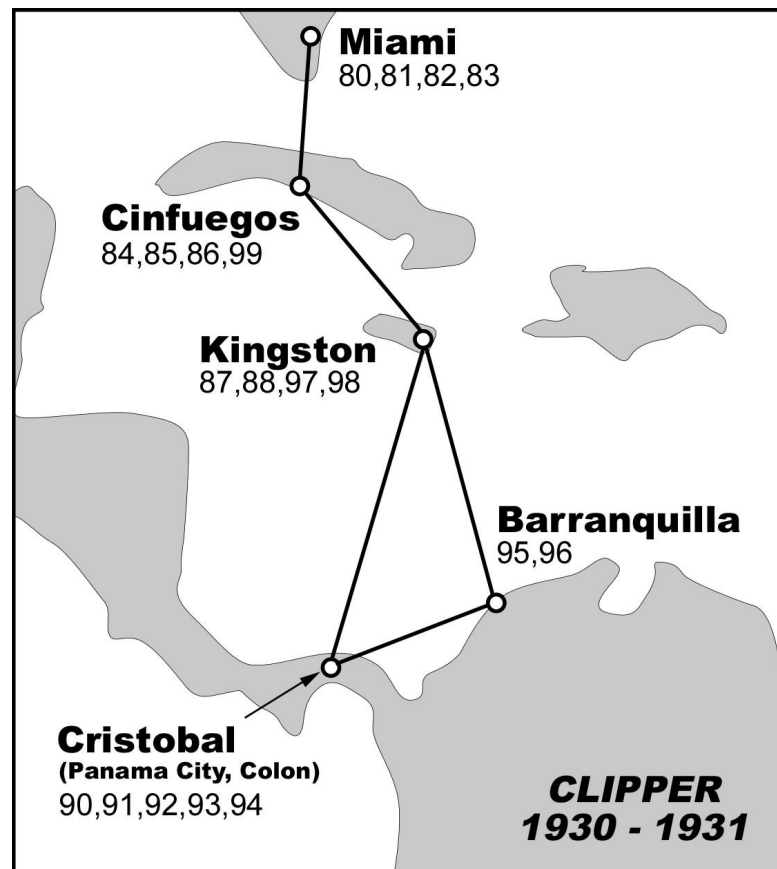 Miami
80,81,82,83
Cinfuegos
84,85,86,99
Kingston
87,88,97,98
Barranquilla
95,96
Cristobal
(Panama City, Colon)
90,91,92,93,94
CLIPPER
1930 - 1931